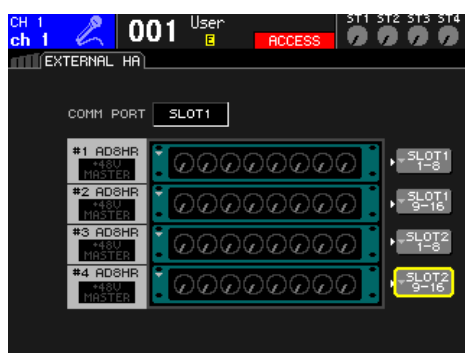 CH 1
ch 1
001
User
E
ACCESS
ST1 ST2 ST3 ST4
EXTERNAL HA
COMM PORT SLOT1
#1 AD8HR
+48V
MASTER
SLOT1
1-8
#2 AD8HR
+48V
MASTER
SLOT1
9-16
#3 AD8HR
+48V
MASTER
SLOT2
1-8
#4 AD8HR
+48V
MASTER
SLOT2
9-16